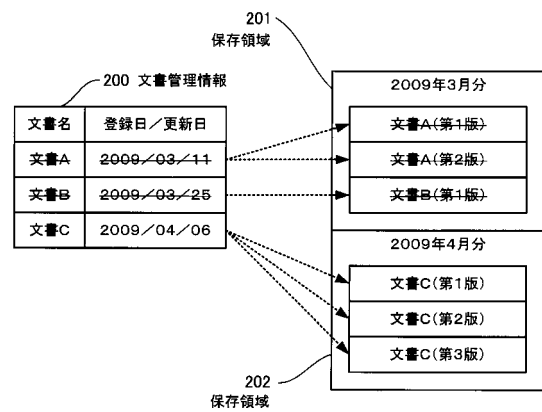 201
保存領域
200 文書管理情報
文書名 登録日／更新日
文書A 2009／03／11
文書B 2009／03／25
文書C 2009／04／06
2009年3月分
文書A(第1版)
文書A(第2版)
文書B(第1版)
2009年4月分
文書C(第1版)
文書C(第2版)
文書C(第3版)
202
保存領域